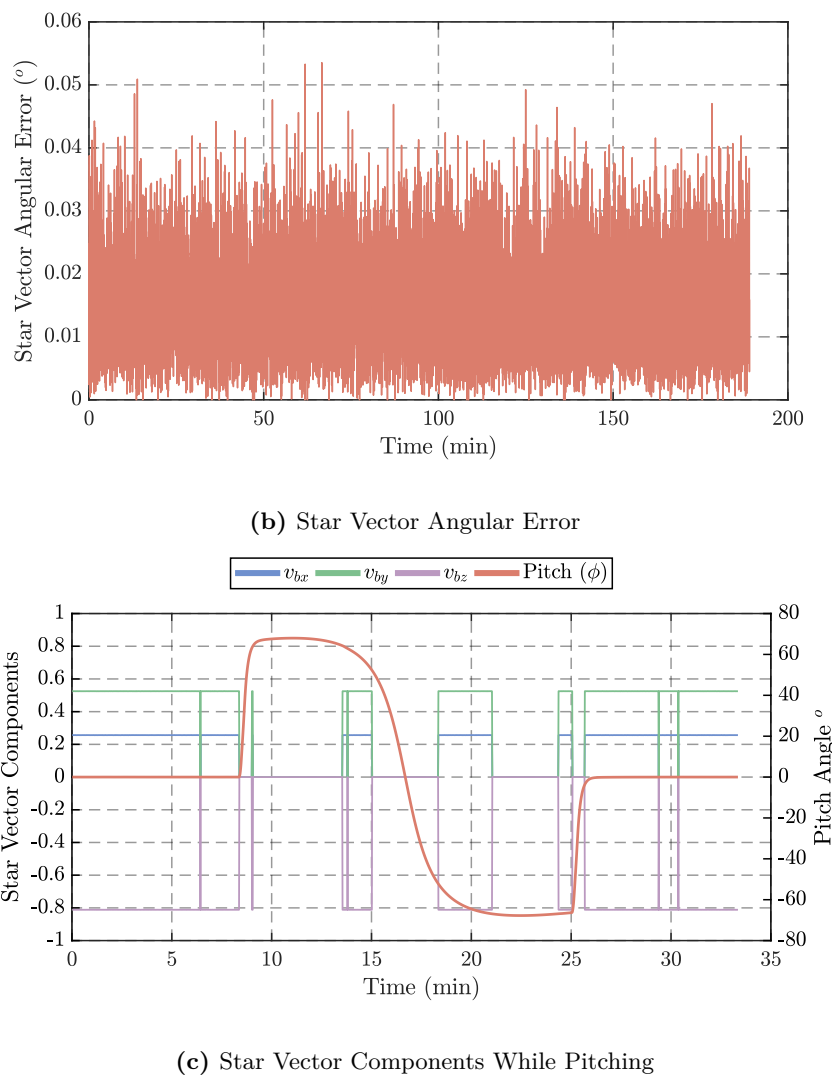 0.06
0.05
0.04
0.03
0.02
0.01
0
Star Vector Angular Error (°)
0 50 100 150 200
Time (min)
(b) Star Vector Angular Error
v_bx v_by v_bz Pitch (ϕ)
1
0.8
0.6
0.4
0.2
0
-0.2
-0.4
-0.6
-0.8
-1
Star Vector Components
80
60
40
20
0
-20
-40
-60
-80
Pitch Angle °
0 5 10 15 20 25 30 35
Time (min)
(c) Star Vector Components While Pitching